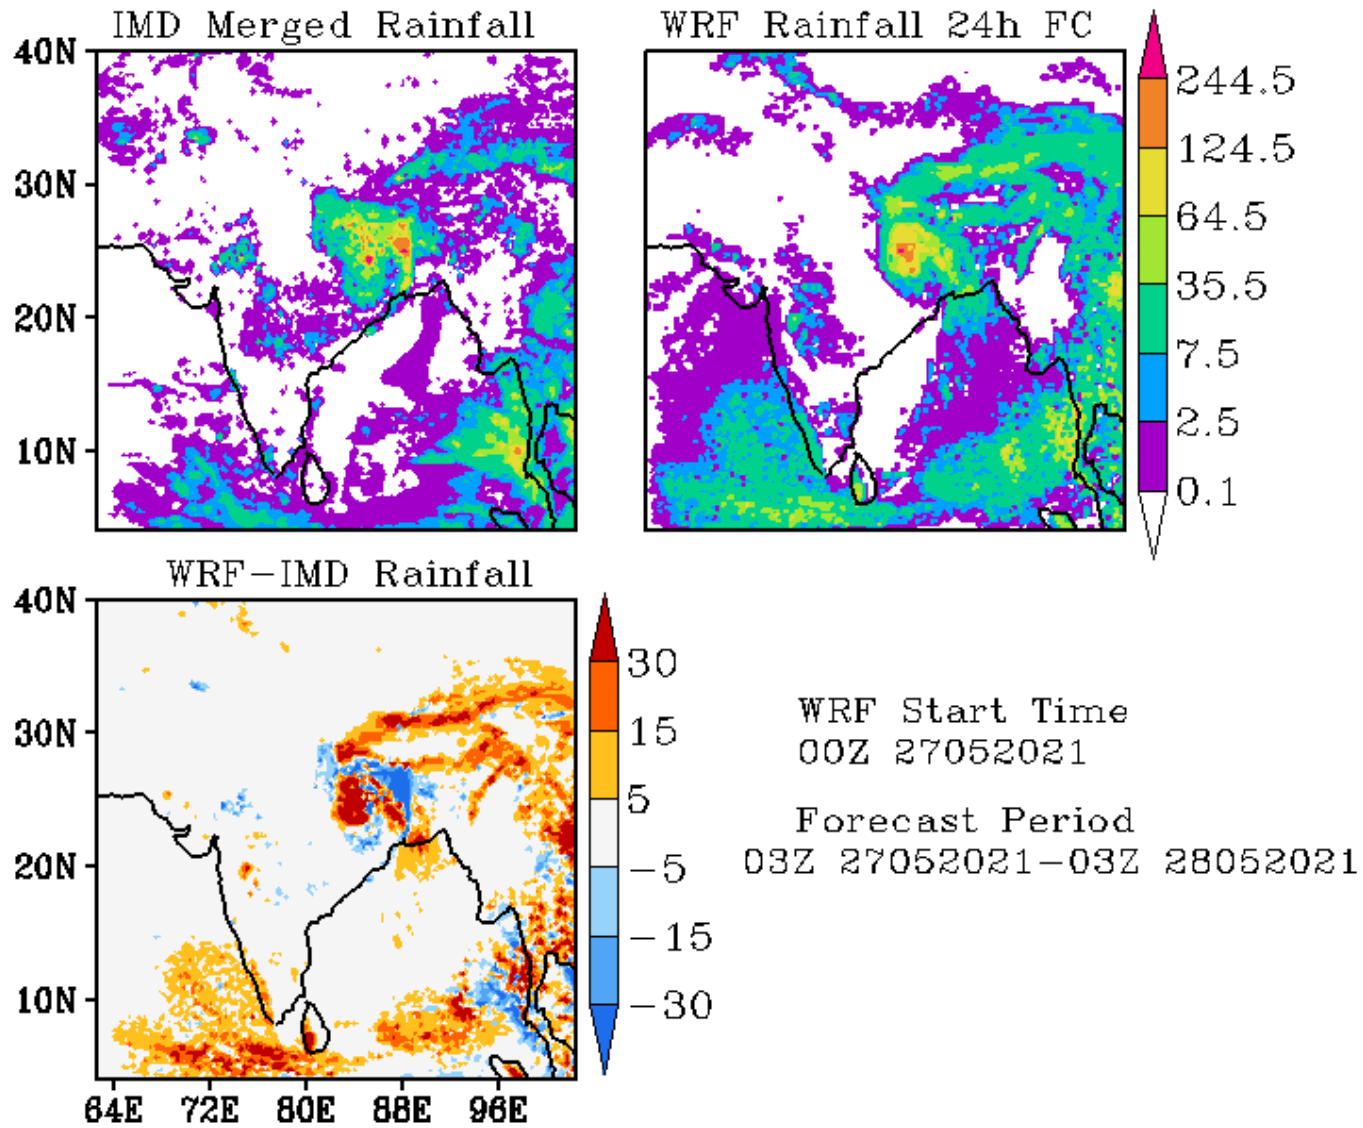 IMD Merged Rainfall
WRF Rainfall 24h FC
40N
30N
20N
10N
244.5
124.5
64.5
35.5
7.5
2.5
0.1
WRF-IMD Rainfall
40N
30N
20N
10N
64E 72E 80E 88E 96E
30
15
5
-5
-15
-30
WRF Start Time
00Z 27052021
Forecast Period
03Z 27052021-03Z 28052021